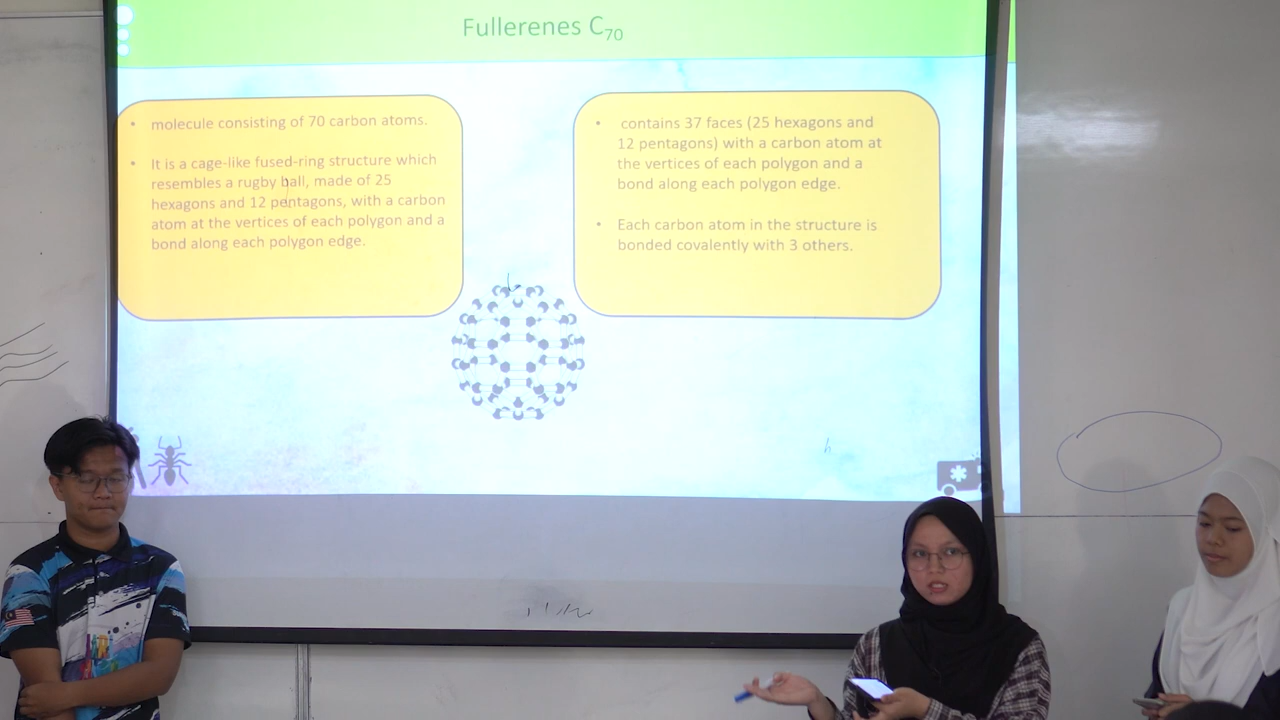 Fullerenes C₇₀
• molecule consisting of 70 carbon atoms.
• It is a cage-like fused-ring structure which
resembles a rugby ball, made of 25
hexagons and 12 pentagons, with a carbon
atom at the vertices of each polygon and a
bond along each polygon edge.
• contains 37 faces (25 hexagons and
12 pentagons) with a carbon atom at
the vertices of each polygon and a
bond along each polygon edge.
• Each carbon atom in the structure is
bonded covalently with 3 others.